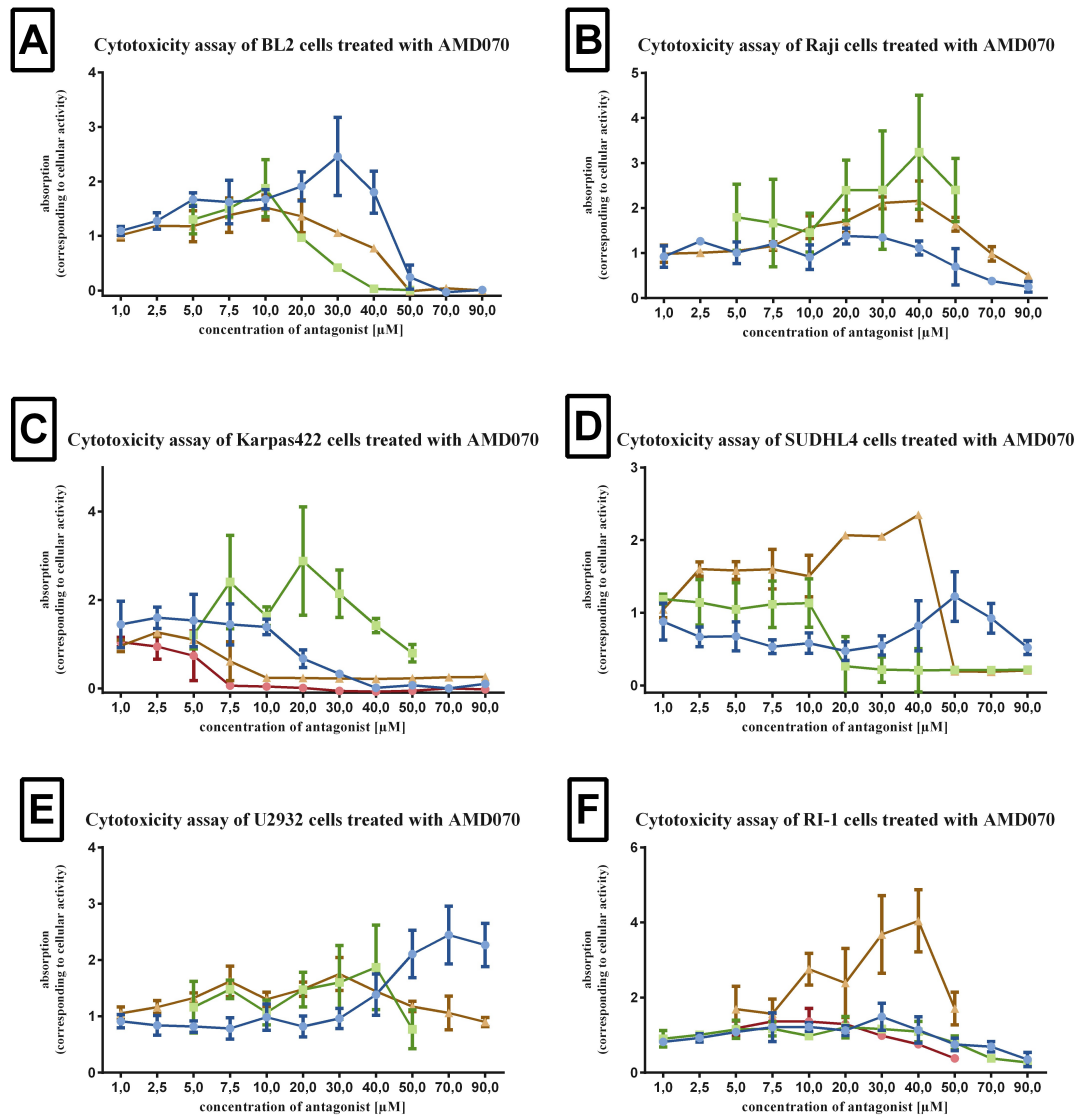 A
Cytotoxicity assay of BL2 cells treated with AMD070
absorption
(corresponding to cellular activity)
4
3
2
1
0
1,0 2,5 5,0 7,5 10,0 20,0 30,0 40,0 50,0 70,0 90,0
concentration of antagonist [µM]
B
Cytotoxicity assay of Raji cells treated with AMD070
absorption
(corresponding to cellular activity)
5
4
3
2
1
0
1,0 2,5 5,0 7,5 10,0 20,0 30,0 40,0 50,0 70,0 90,0
concentration of antagonist [µM]
C
Cytotoxicity assay of Karpas422 cells treated with AMD070
absorption
(corresponding to cellular activity)
4
2
0
1,0 2,5 5,0 7,5 10,0 20,0 30,0 40,0 50,0 70,0 90,0
concentration of antagonist [µM]
D
Cytotoxicity assay of SUDHL4 cells treated with AMD070
absorption
(corresponding to cellular activity)
3
2
1
0
1,0 2,5 5,0 7,5 10,0 20,0 30,0 40,0 50,0 70,0 90,0
concentration of antagonist [µM]
E
Cytotoxicity assay of U2932 cells treated with AMD070
absorption
(corresponding to cellular activity)
4
3
2
1
0
1,0 2,5 5,0 7,5 10,0 20,0 30,0 40,0 50,0 70,0 90,0
concentration of antagonist [µM]
F
Cytotoxicity assay of RI-1 cells treated with AMD070
absorption
(corresponding to cellular activity)
6
4
2
0
1,0 2,5 5,0 7,5 10,0 20,0 30,0 40,0 50,0 70,0 90,0
concentration of antagonist [µM]